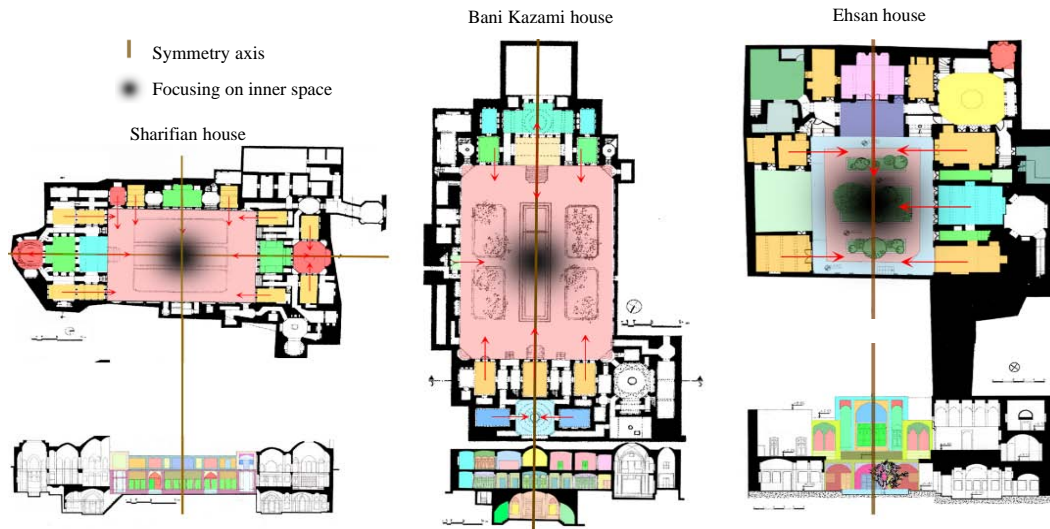 Bani Kazami house
Ehsan house
Symmetry axis
Focusing on inner space
Sharifian house